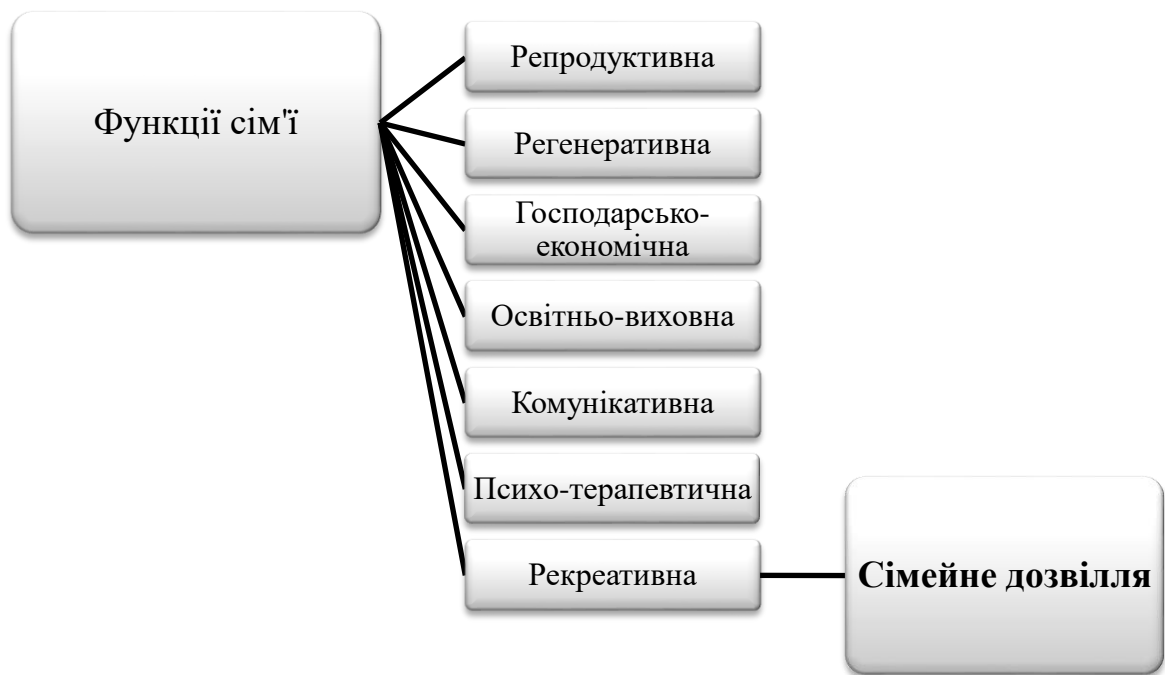 Функції сім'ї
Репродуктивна
Регенеративна
Господарсько-
економічна
Освітньо-виховна
Комунікативна
Психо-терапевтична
Рекреативна
Сімейне дозвілля